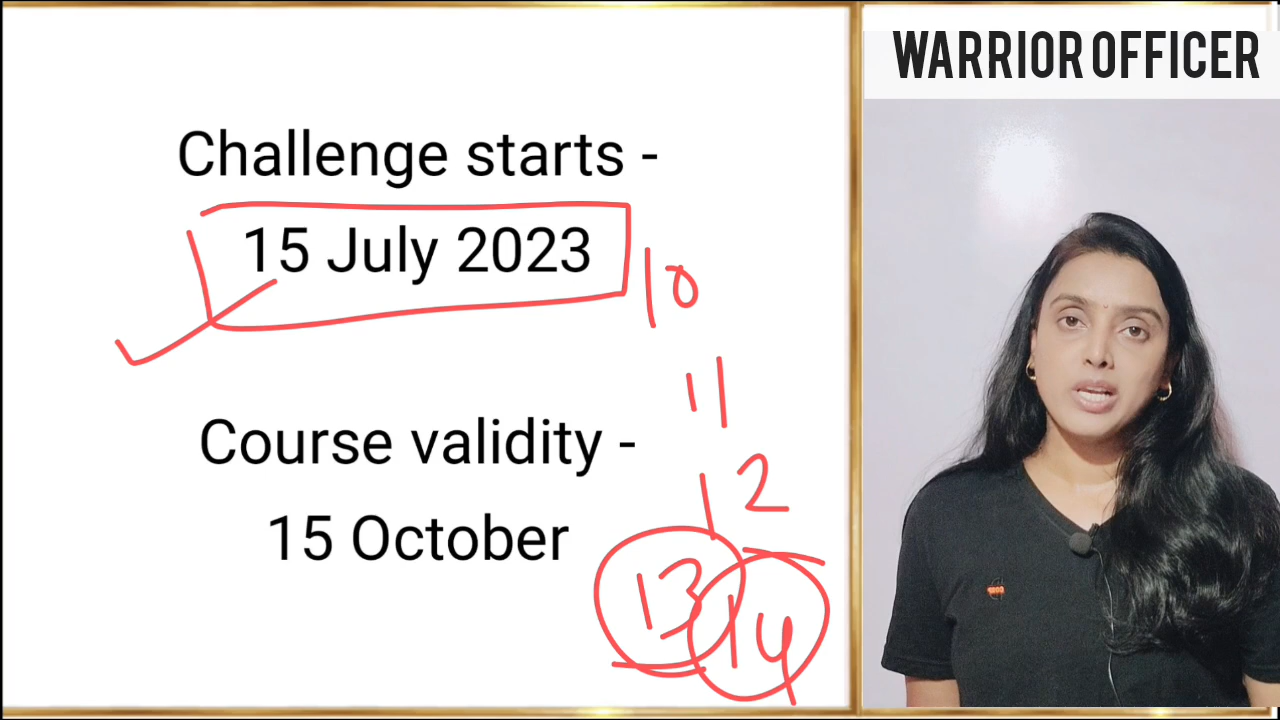 WARRIOR OFFICER
Challenge starts -
15 July 2023
10
11
Course validity -
12
15 October
13
14